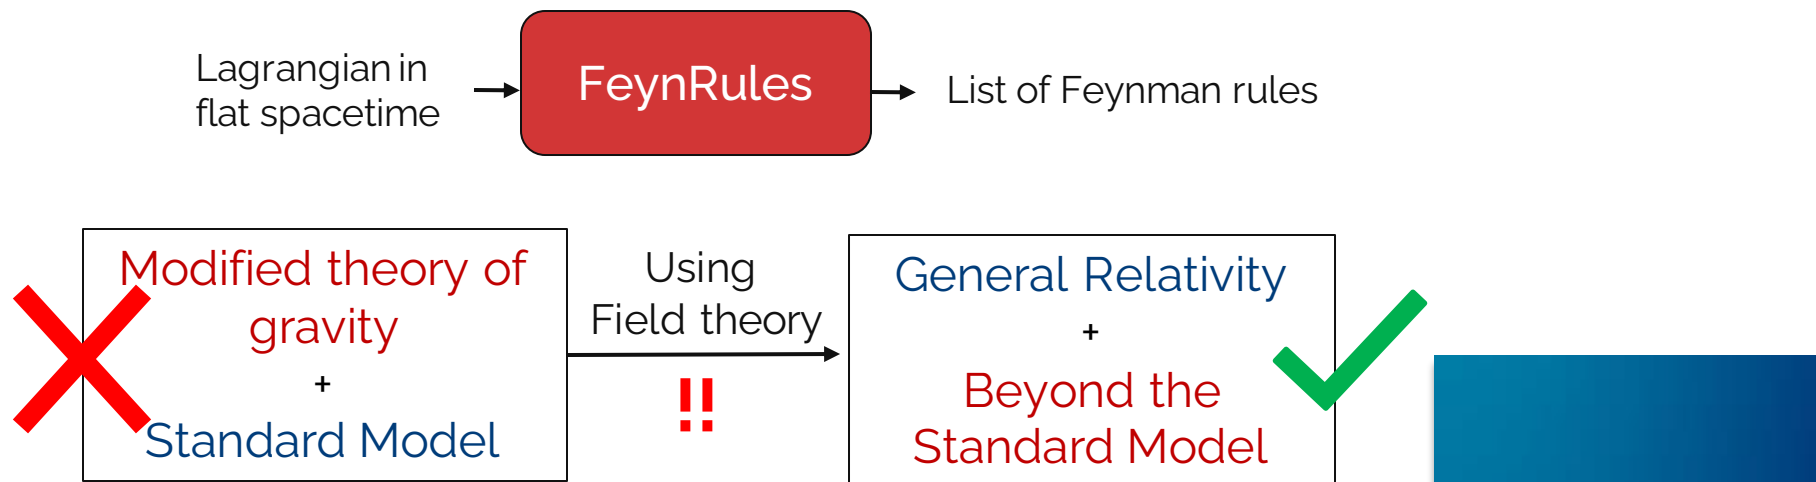 Lagrangian in
flat spacetime
FeynRules
List of Feynman rules
Modified theory of
gravity
+
Standard Model
Using
Field theory
!!
General Relativity
+
Beyond the
Standard Model